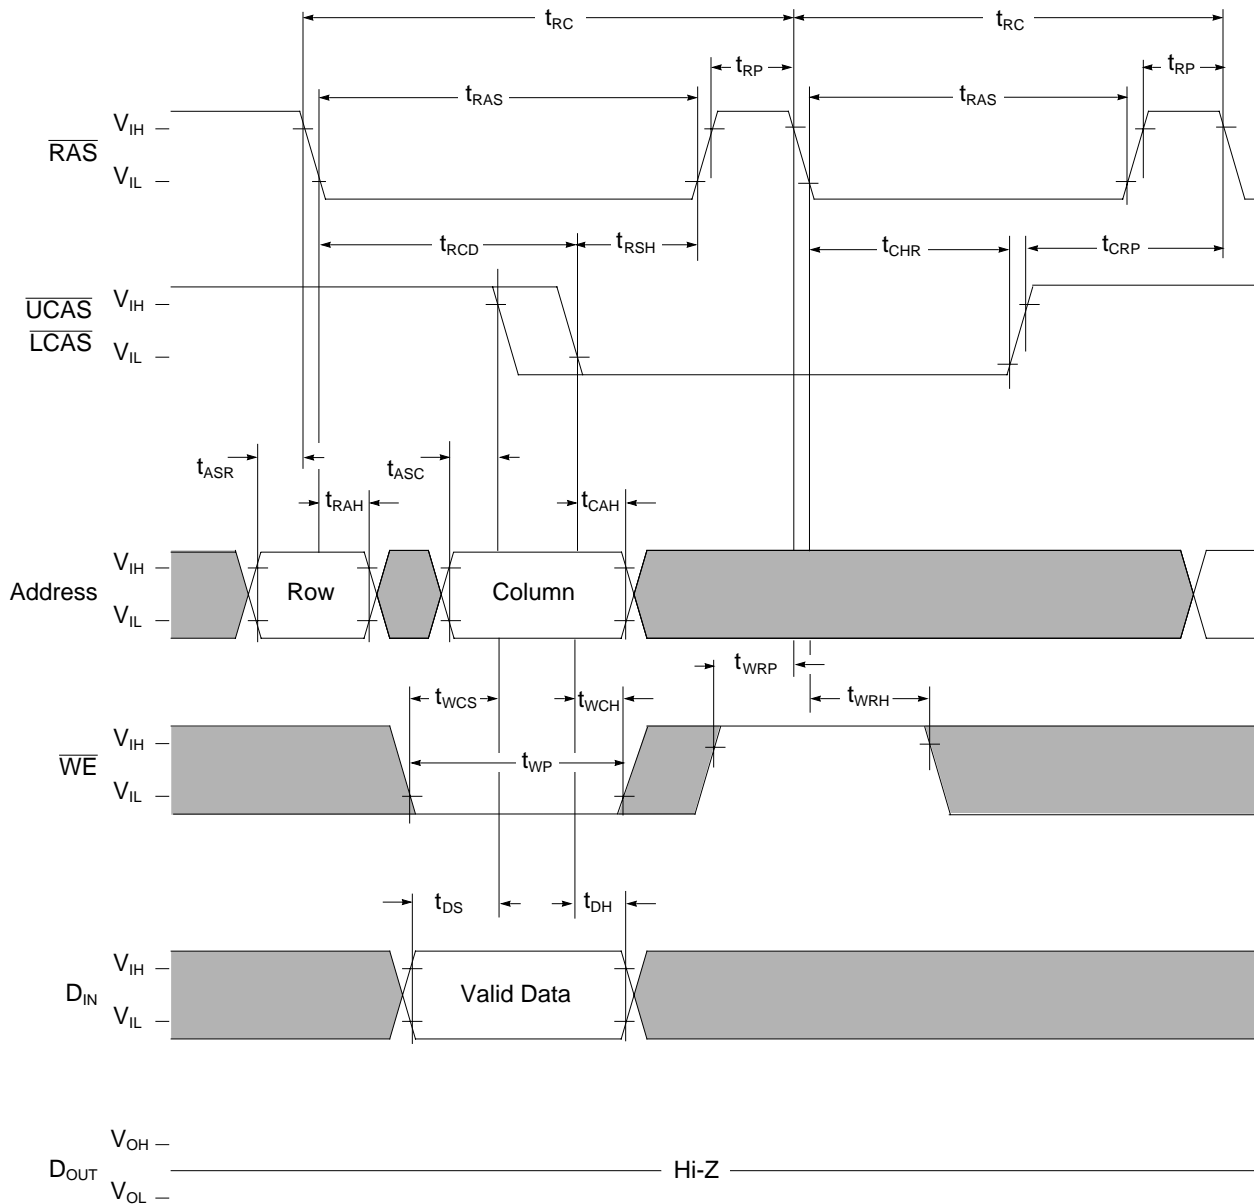 tRC tRC
tRP tRP
tRAS tRAS
RAS VIH
VIL
tRCD tRSH tCHR tCRP
UCAS VIH
LCAS VIL
tASR tASC
tRAH tCAH
VIH
Address Row Column
VIL
tWRP
tWCS tWCH tWRH
VIH
WE tWP
VIL
tDS tDH
VIH
DIN Valid Data
VIL
VOH
DOUT Hi-Z
VOL